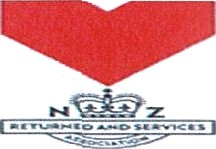 N Z
RETURNED AND SERVICES
ASSOCIATION